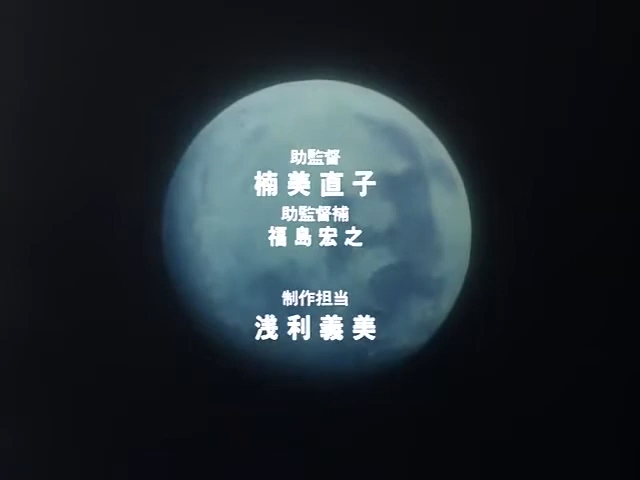 助監督
楠美直子
助監督補
福島宏之
制作担当
浅利義美